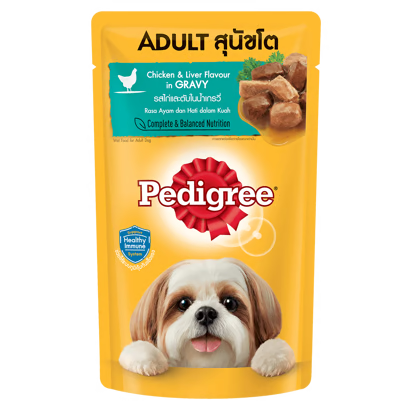 ADULT สุนัขโต
Chicken & Liver Flavour
in GRAVY
รสไก่และตับในน้ำเกรวี่
Rasa Ayam dan Hati dalam Kuah
Complete & Balanced Nutrition
Pedigree
Healthy
Immune
System